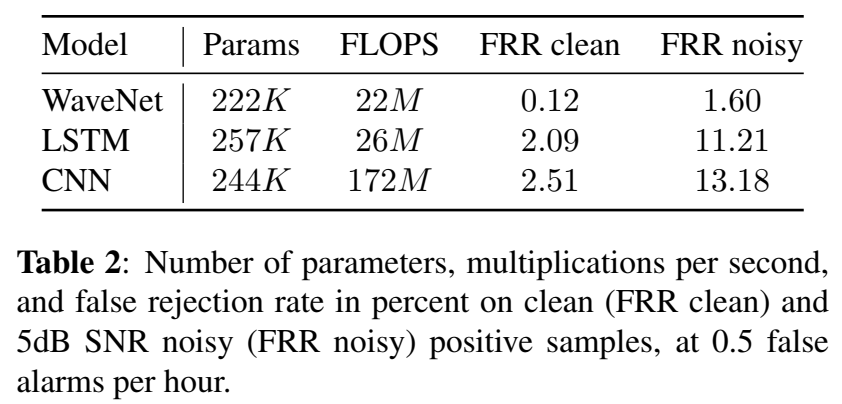 Model Params FLOPS FRR clean FRR noisy
WaveNet 222K 22M 0.12 1.60
LSTM 257K 26M 2.09 11.21
CNN 244K 172M 2.51 13.18
Table 2: Number of parameters, multiplications per second,
and false rejection rate in percent on clean (FRR clean) and
5dB SNR noisy (FRR noisy) positive samples, at 0.5 false
alarms per hour.